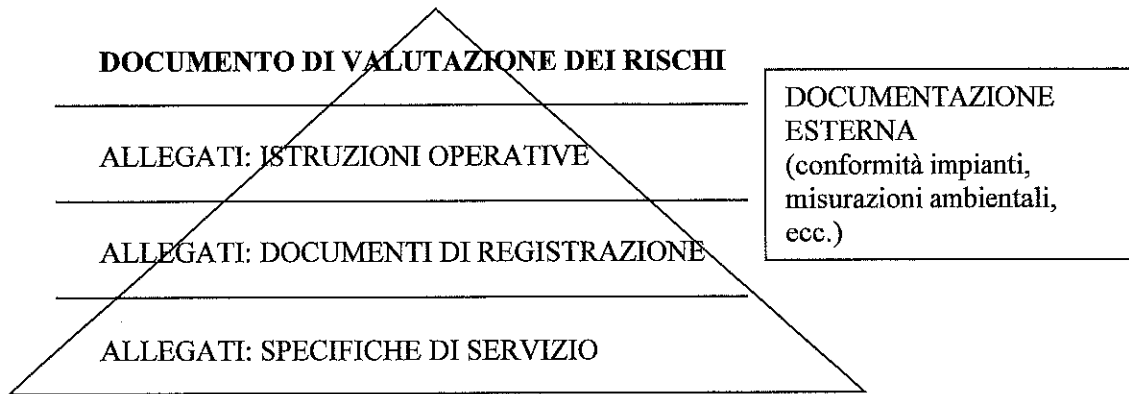 DOCUMENTO DI VALUTAZIONE DEI RISCHI
ALLEGATI: ISTRUZIONI OPERATIVE
ALLEGATI: DOCUMENTI DI REGISTRAZIONE
ALLEGATI: SPECIFICHE DI SERVIZIO
DOCUMENTAZIONE
ESTERNA
(conformità impianti,
misurazioni ambientali,
ecc.)